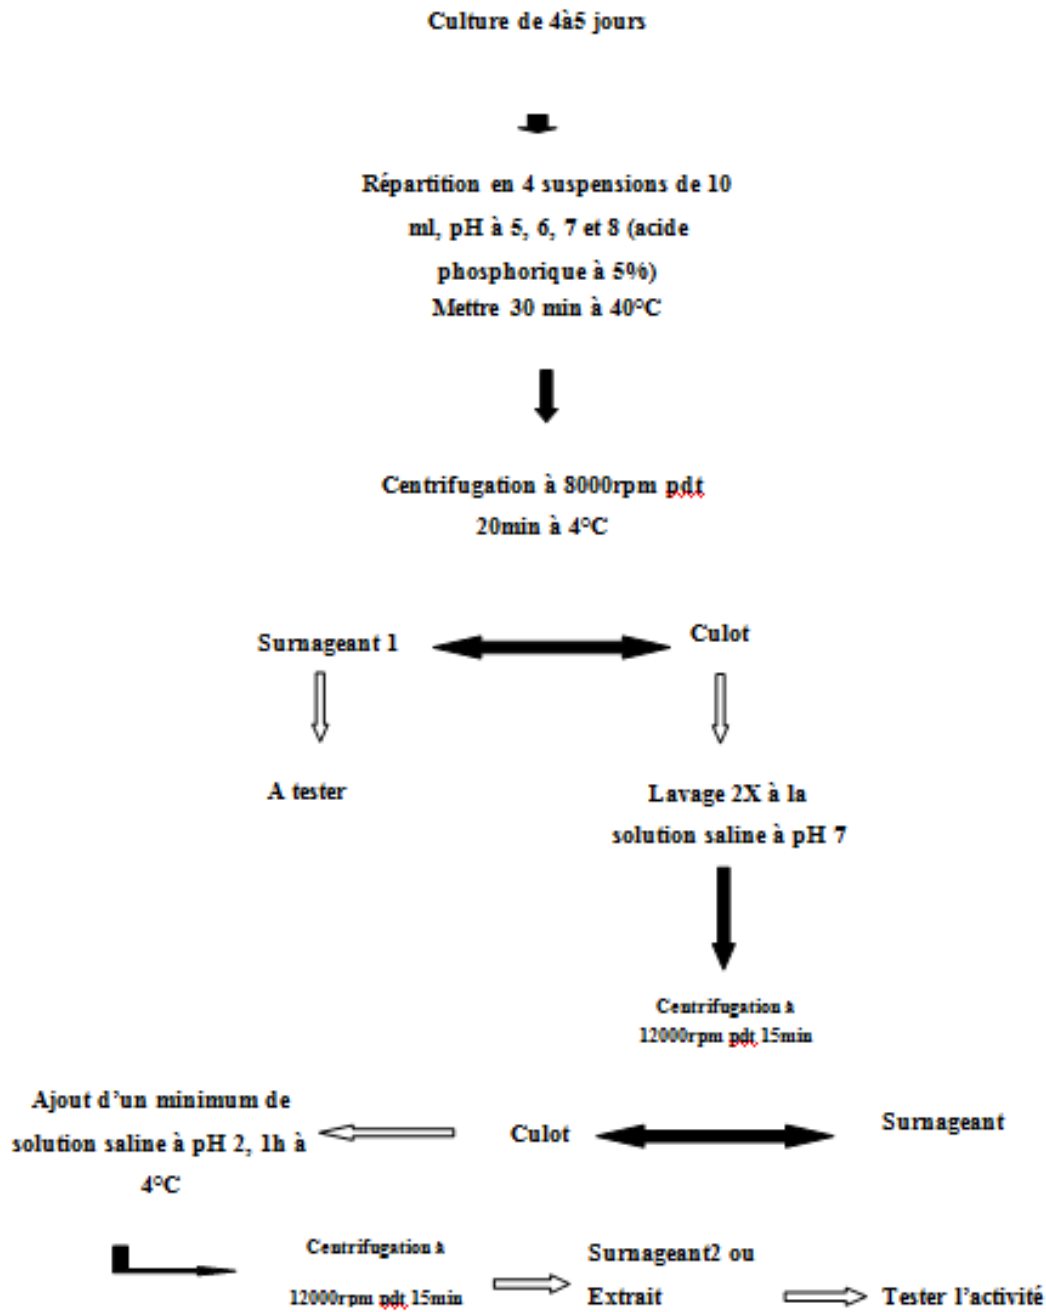 Culture de 4à5 jours
Répartition en 4 suspensions de 10
ml, pH à 5, 6, 7 et 8 (acide
phosphorique à 5%)
Mettre 30 min à 40°C
Centrifugation à 8000rpm pdt
20min à 4°C
Surnageant 1
Culot
A tester
Lavage 2X à la
solution saline à pH 7
Centrifugation à
12000rpm pdt 15min
Ajout d'un minimum de
solution saline à pH 2, 1h à
4°C
Culot
Surnageant
Centrifugation à
12000rpm pdt 15min
Surnageant2 ou
Extrait
Tester l'activité